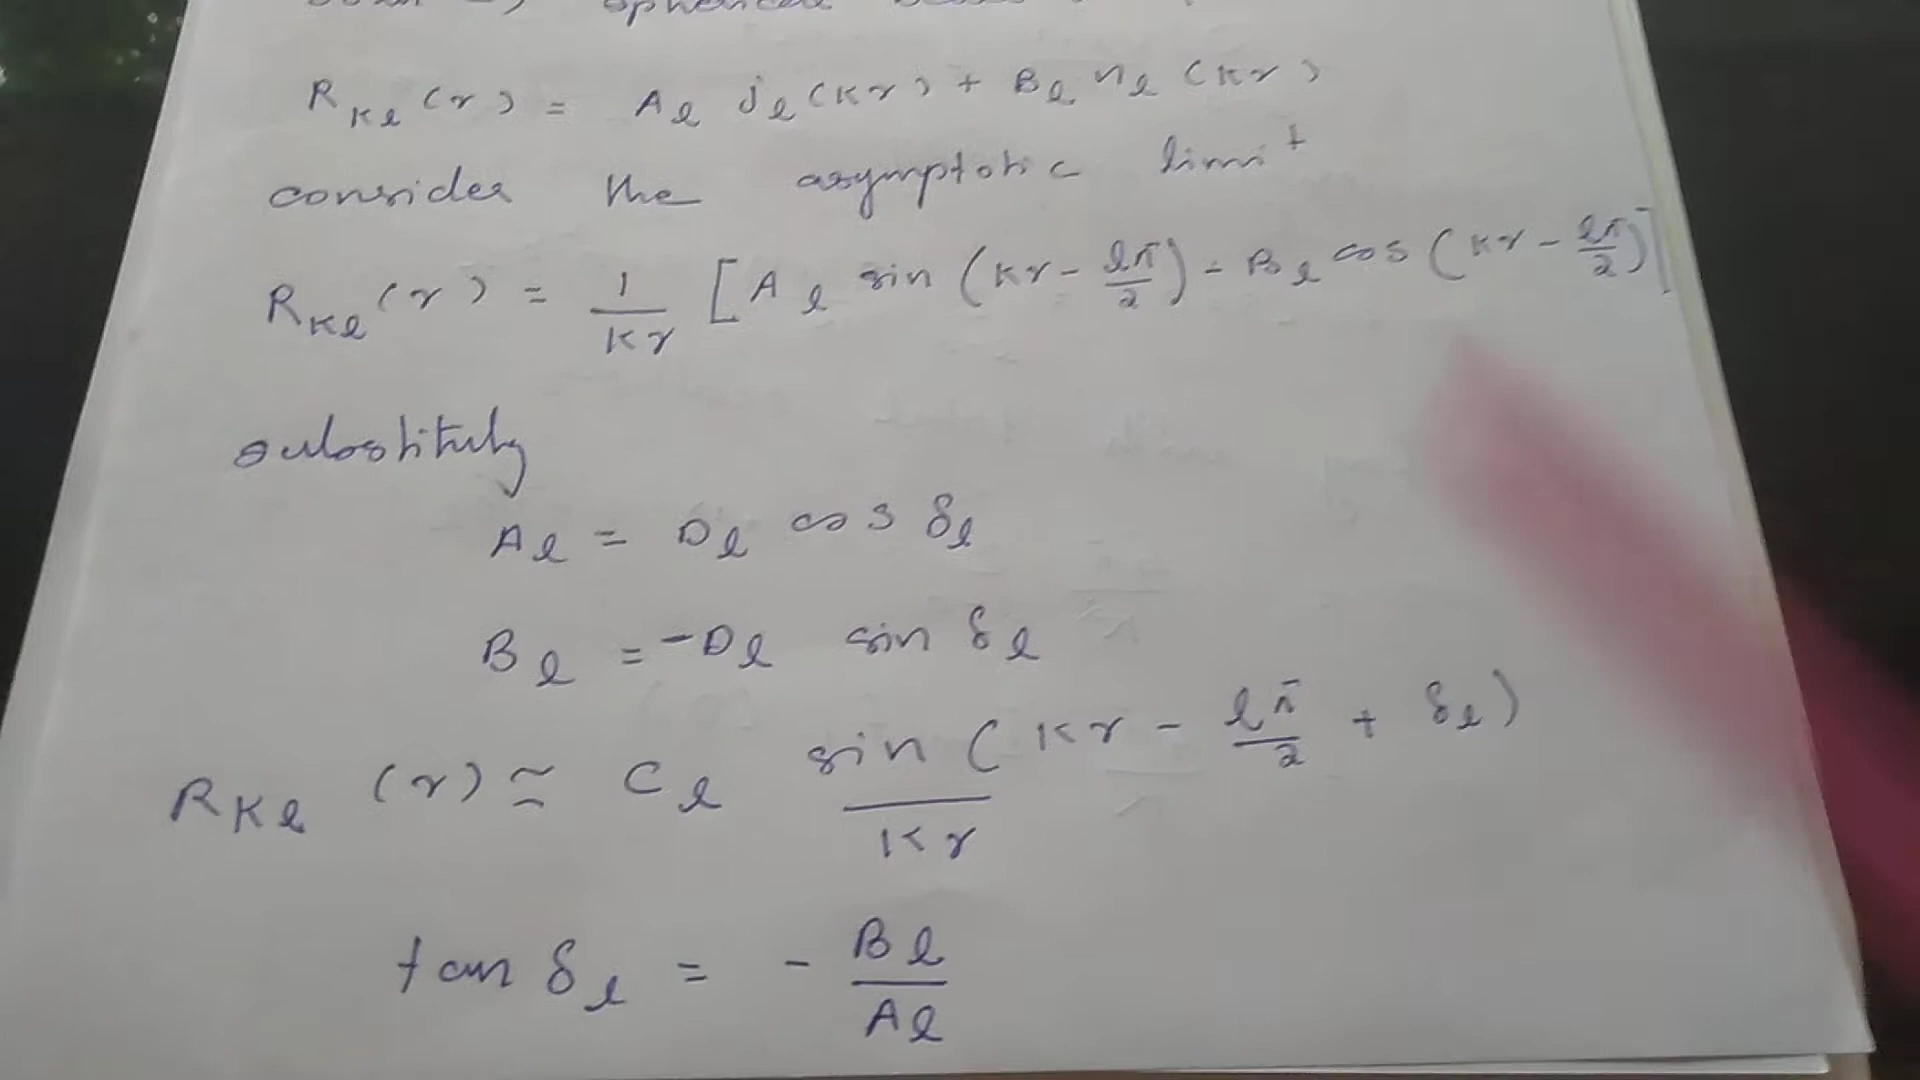 R_Kl (r) = A_l j_l (Kr) + B_l n_l (Kr)
consider the asymptotic limit
R_Kl (r) = 1/Kr [ A_l sin (Kr - lπ/2) - B_l cos (Kr - lπ/2) ]
substituting
A_l = D_l cos δ_l
B_l = -D_l sin δ_l
R_Kl (r) ≃ C_l sin (Kr - lπ/2 + δ_l) / Kr
tan δ_l = - B_l / A_l